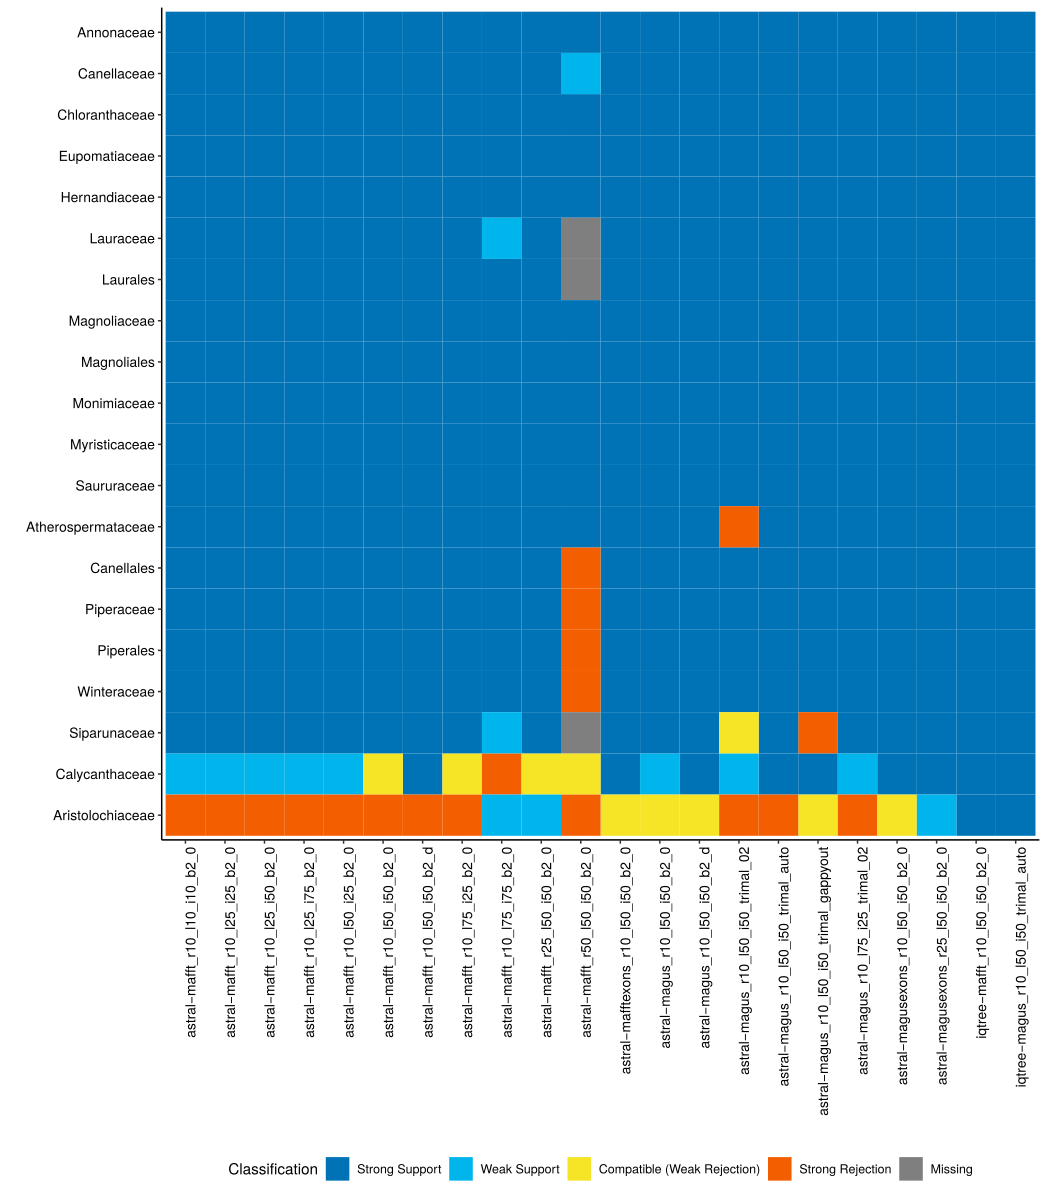 Annonaceae
Canellaceae
Chloranthaceae
Eupomatiaceae
Hernandiaceae
Lauraceae
Laurales
Magnoliaceae
Magnoliales
Monimiaceae
Myristicaceae
Saururaceae
Atherospermataceae
Canellales
Piperaceae
Piperales
Winteraceae
Siparunaceae
Calycanthaceae
Aristolochiaceae
astral−mafft_r10_l10_i10_b2_0
astral−mafft_r10_l25_i25_b2_0
astral−mafft_r10_l25_i50_b2_0
astral−mafft_r10_l25_i75_b2_0
astral−mafft_r10_l50_i25_b2_0
astral−mafft_r10_l50_i50_b2_0
astral−mafft_r10_l50_i50_b2_d
astral−mafft_r10_l75_i25_b2_0
astral−mafft_r10_l75_i75_b2_0
astral−mafft_r25_l50_i50_b2_0
astral−mafft_r50_l50_i50_b2_0
astral−mafftexons_r10_l50_i50_b2_0
astral−magus_r10_l50_i50_b2_0
astral−magus_r10_l50_i50_b2_d
astral−magus_r10_l50_i50_trimal_02
astral−magus_r10_l50_i50_trimal_auto
astral−magus_r10_l50_i50_trimal_gappyout
astral−magus_r10_l75_i25_trimal_02
astral−magusexons_r10_l50_i50_b2_0
astral−magusexons_r25_l50_i50_b2_0
iqtree−mafft_r10_l50_i50_b2_0
iqtree−magus_r10_l50_i50_trimal_auto
Classification Strong Support Weak Support Compatible (Weak Rejection) Strong Rejection Missing